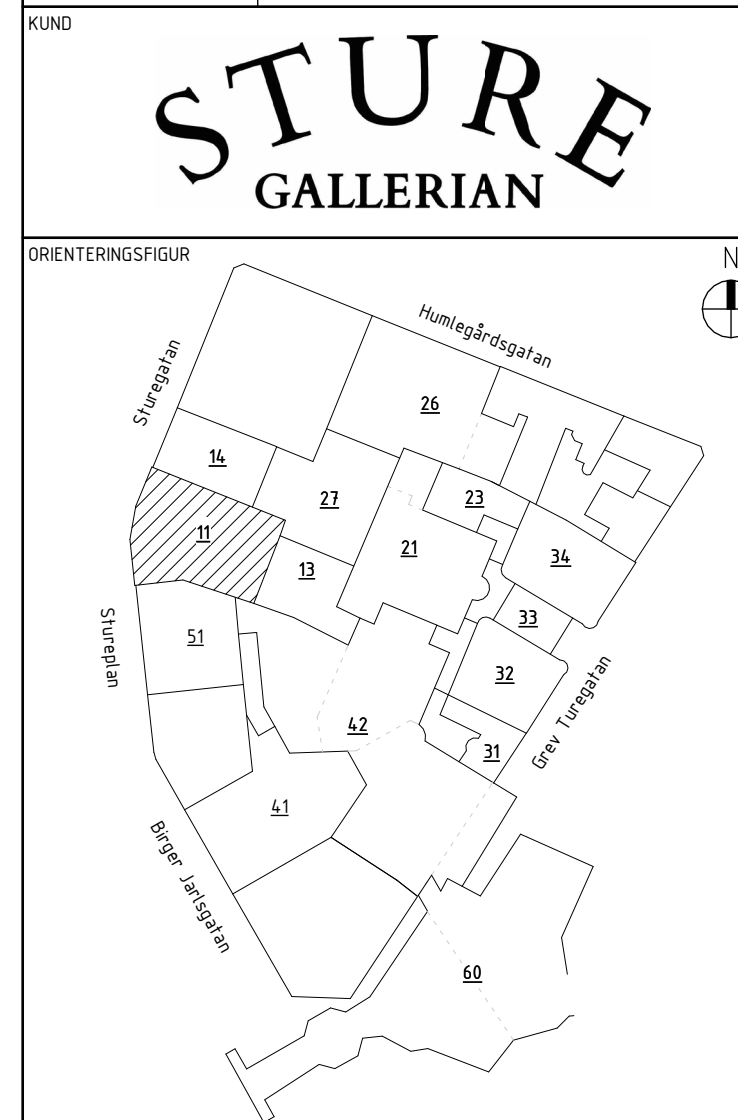 KUND
STURE
GALLERIAN
ORIENTERINGSFIGUR
N
Humlegårdsgatan
Sturegatan
26
14
27
23
11
21
34
13
33
Stureplan
51
32
Grev Turegatan
42
31
41
Birger Jarlsgatan
60